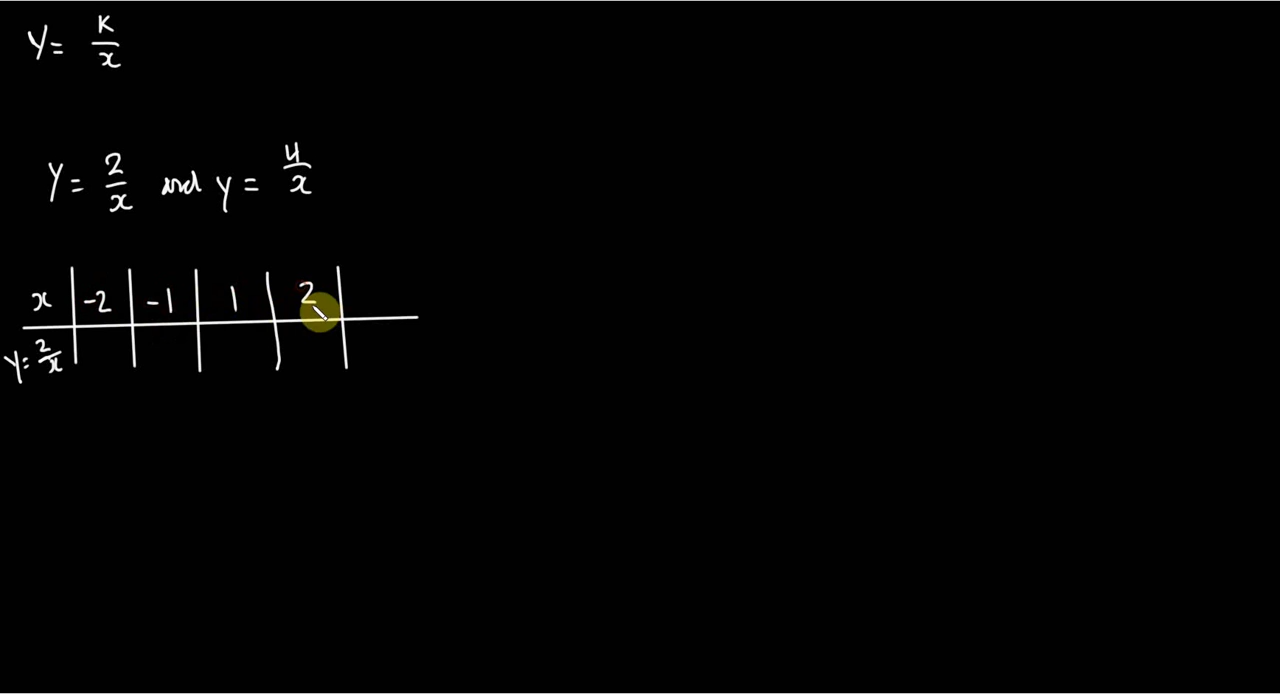 Y = K/x
Y = 2/x and y = 4/x
x -2 -1 1 2
Y = 2/x